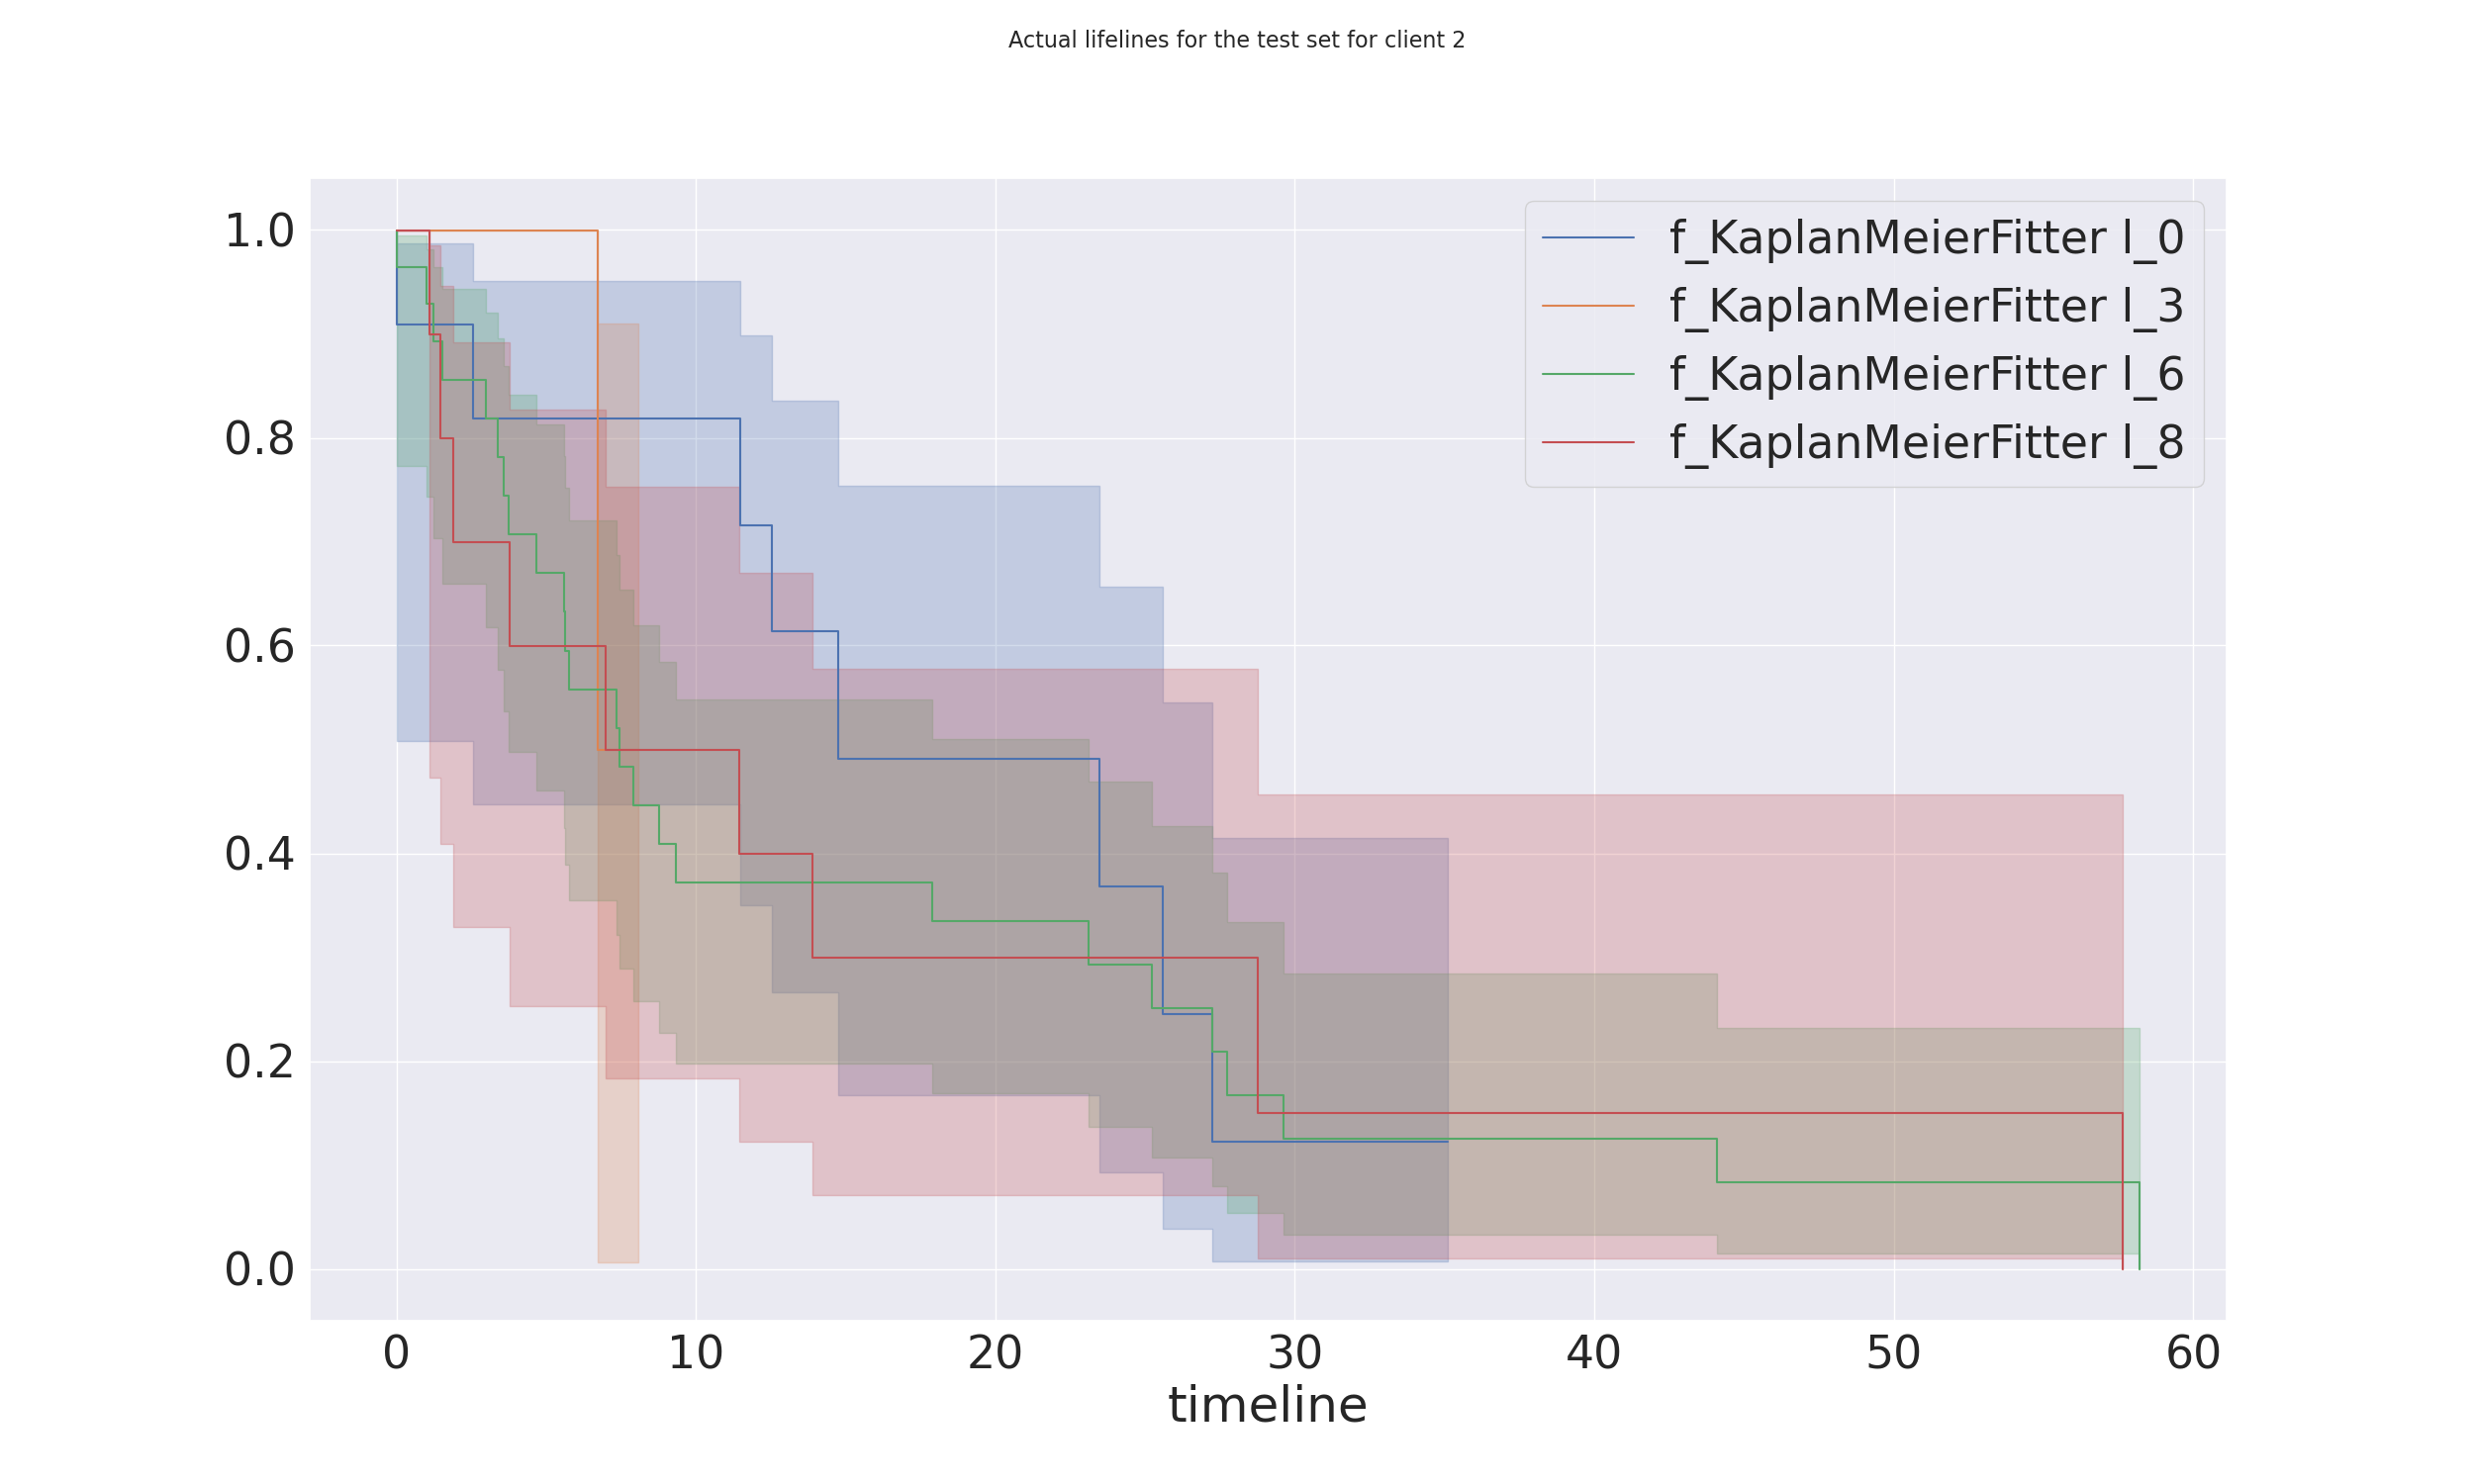 Actual lifelines for the test set for client 2
f_KaplanMeierFitter l_0
f_KaplanMeierFitter l_3
f_KaplanMeierFitter l_6
f_KaplanMeierFitter l_8
1.0
0.8
0.6
0.4
0.2
0.0
0 10 20 30 40 50 60
timeline